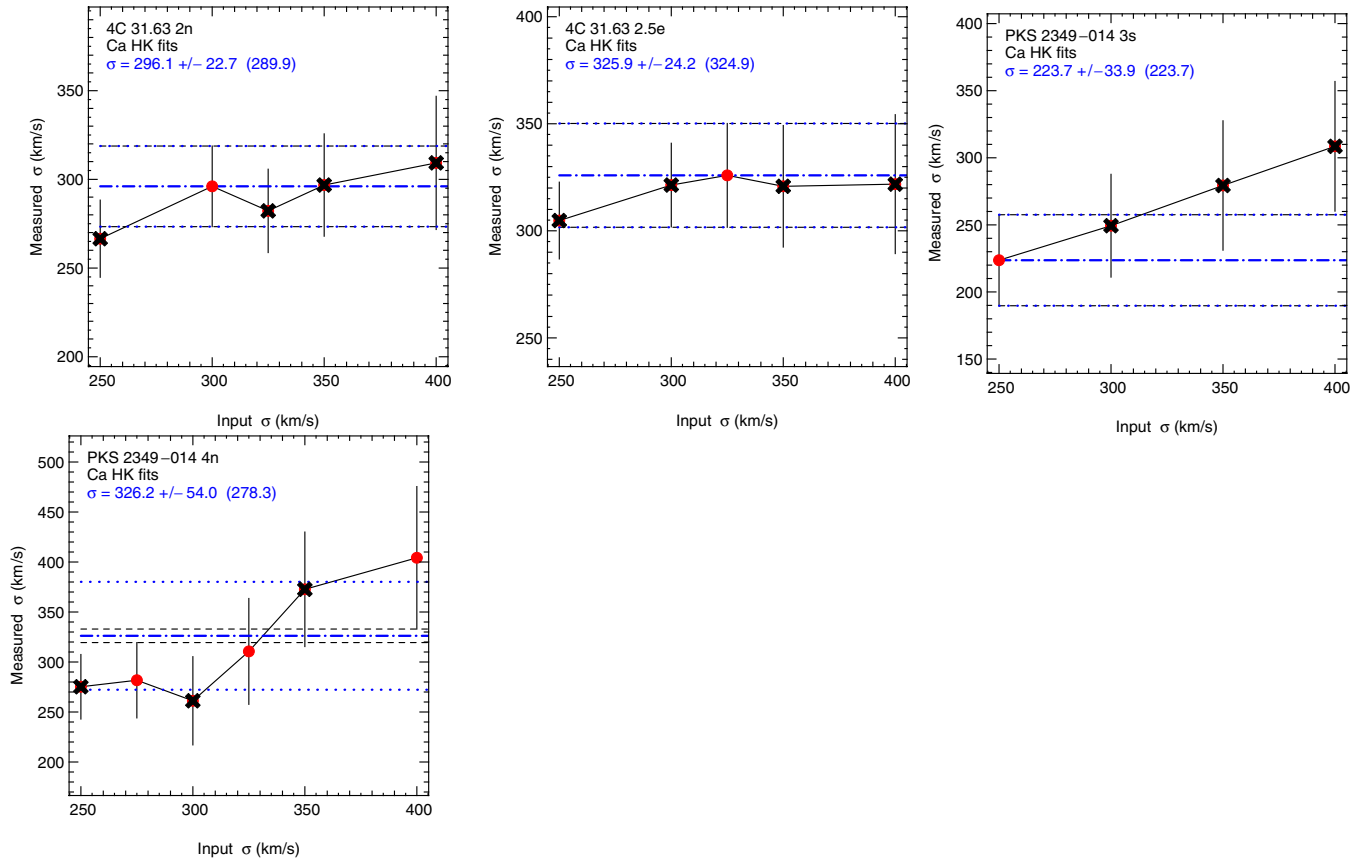 4C 31.63 2n
Ca HK fits
σ = 296.1 +/− 22.7 (289.9)
Measured σ (km/s)
350
300
250
200
250 300 350 400
Input σ (km/s)
4C 31.63 2.5e
Ca HK fits
σ = 325.9 +/− 24.2 (324.9)
Measured σ (km/s)
400
350
300
250
250 300 350 400
Input σ (km/s)
PKS 2349−014 3s
Ca HK fits
σ = 223.7 +/− 33.9 (223.7)
Measured σ (km/s)
400
350
300
250
200
150
250 300 350 400
Input σ (km/s)
PKS 2349−014 4n
Ca HK fits
σ = 326.2 +/− 54.0 (278.3)
Measured σ (km/s)
500
450
400
350
300
250
200
250 300 350 400
Input σ (km/s)